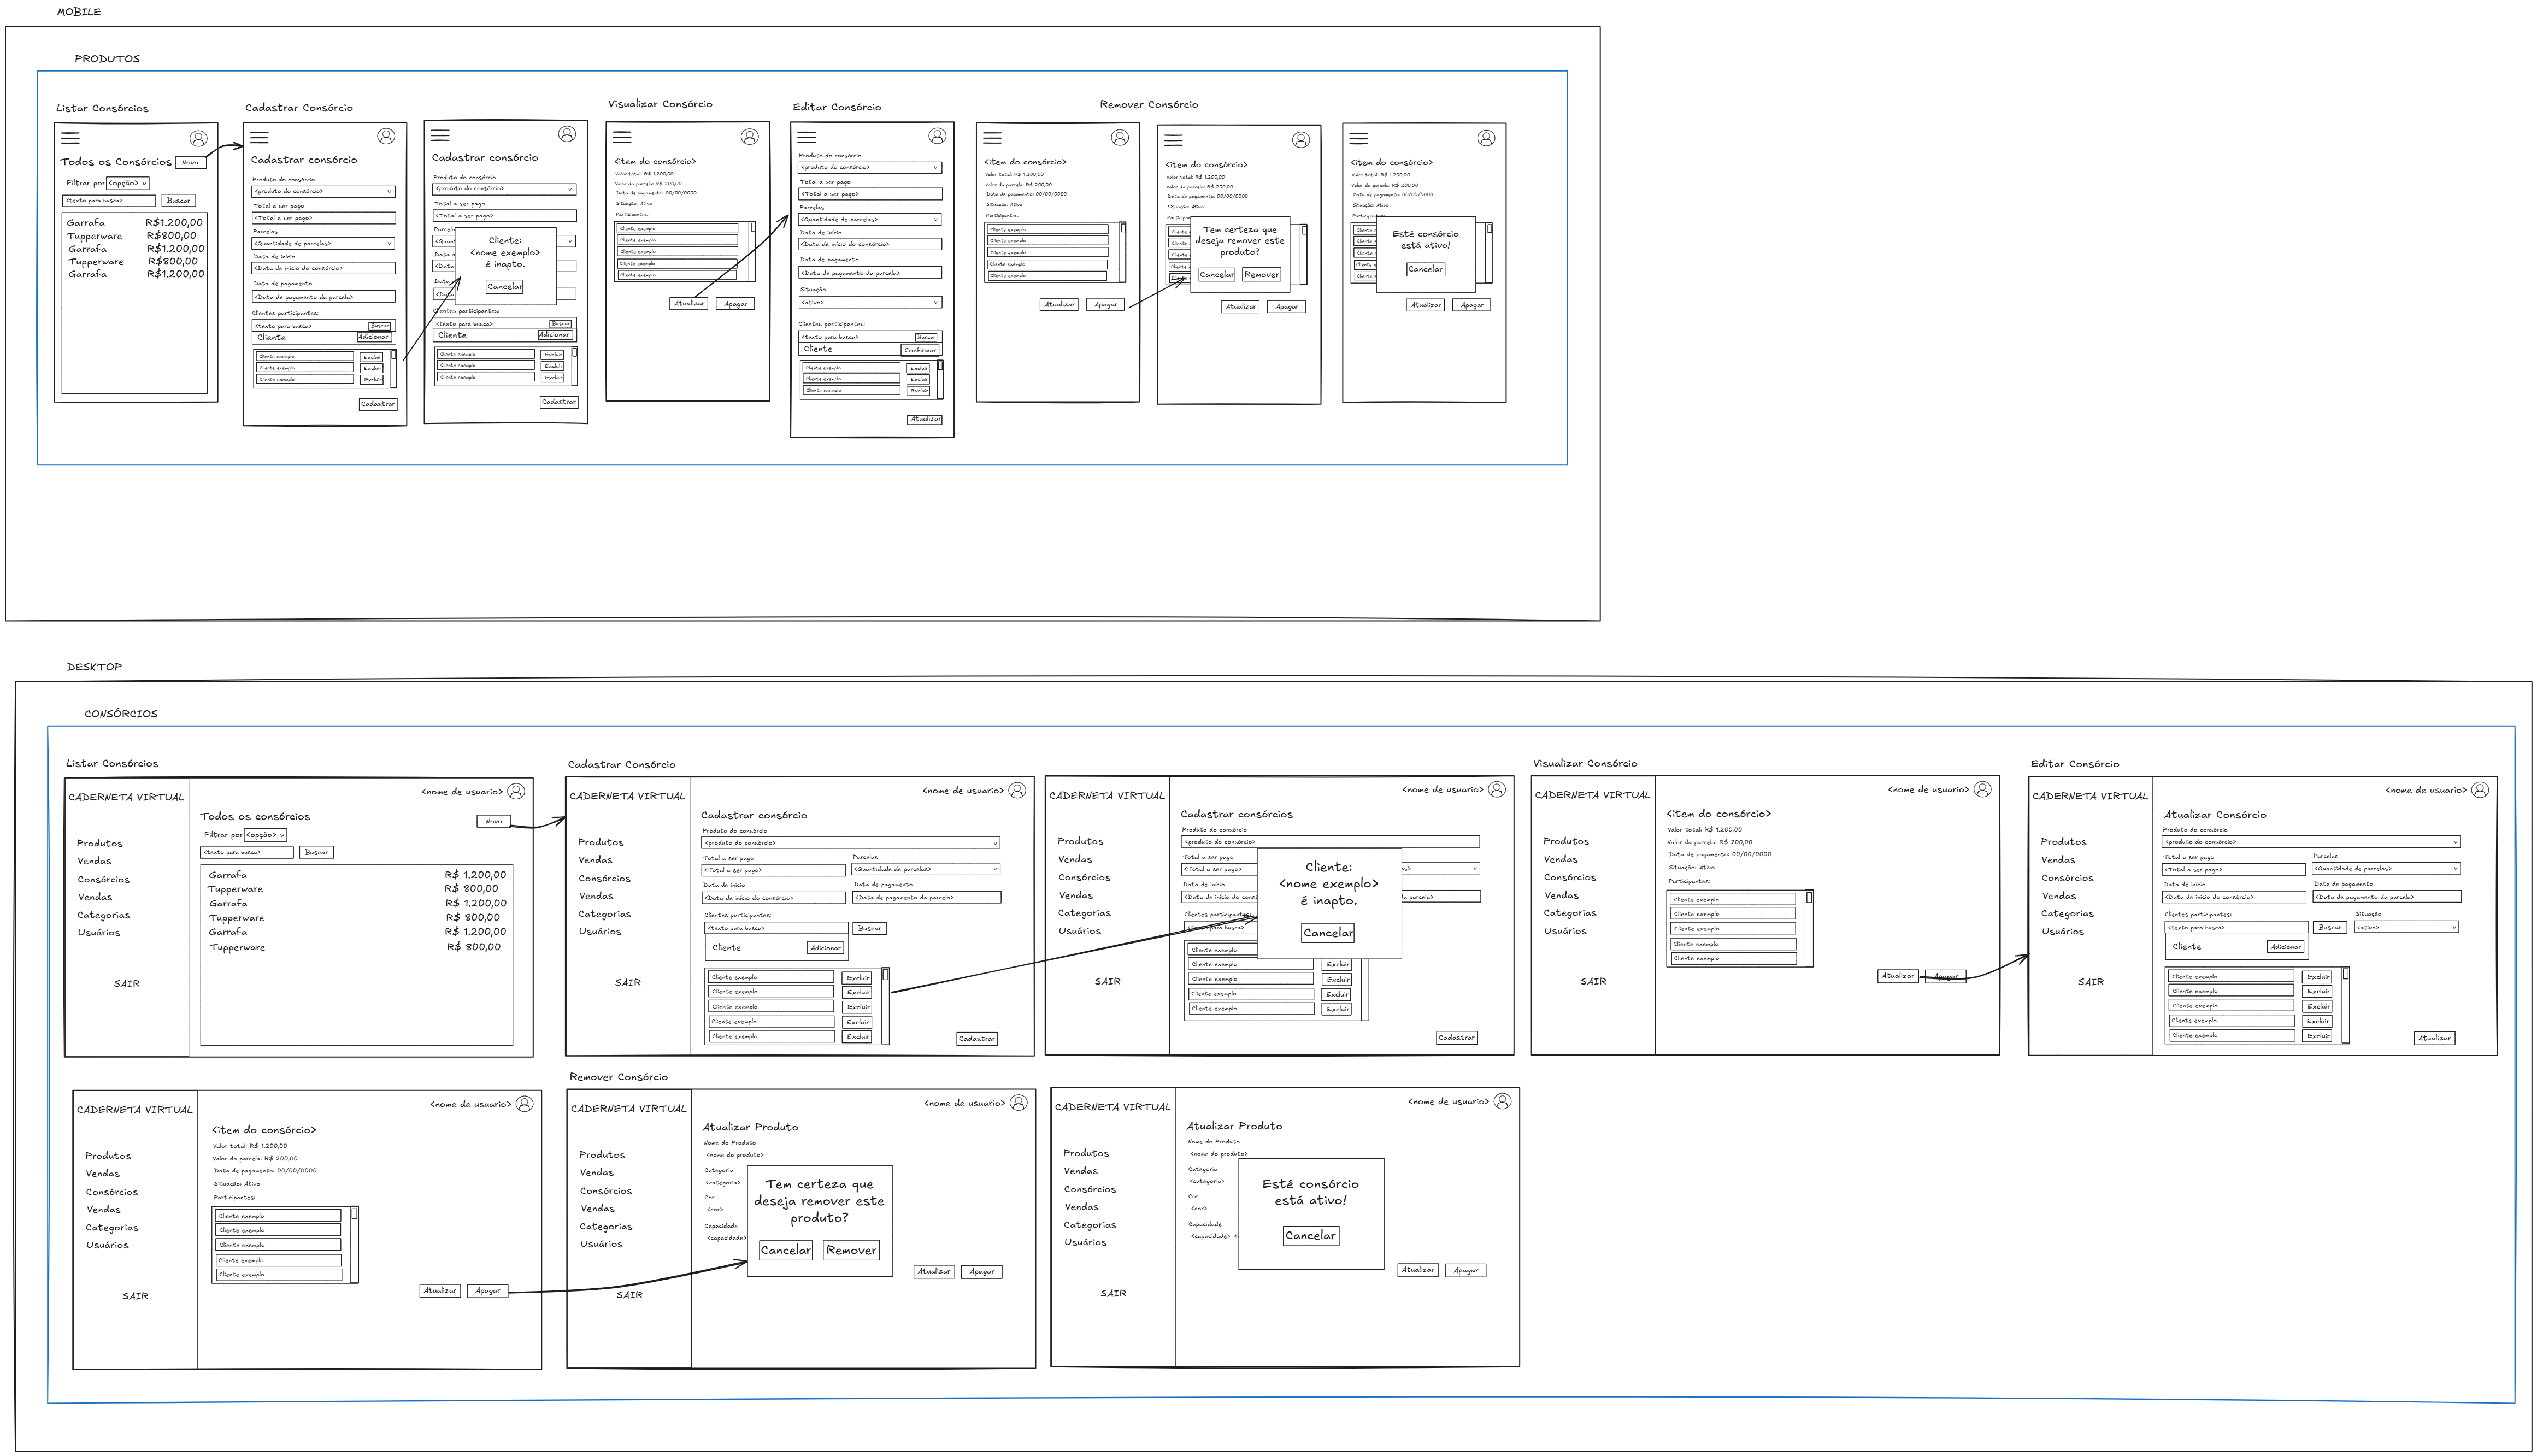 MOBILE
PRODUTOS
Listar Consórcios
Todos os Consórcios
Novo
Filtrar por <opção> v
<texto para busca>
Buscar
Garrafa R$1.200,00
Tupperware R$800,00
Garrafa R$1.200,00
Tupperware R$800,00
Garrafa R$1.200,00
Cadastrar Consórcio
Cadastrar consórcio
Produto do consórcio
<produto do consórcio> v
Total a ser pago
<Total a ser pago>
Parcelas
<Quantidade de parcelas> v
Data de início
<Data de início do consórcio>
Data de pagamento
<Data de pagamento da parcela>
Clientes participantes:
<texto para busca> Buscar
Cliente Adicionar
Cliente exemplo Excluir
Cliente exemplo Excluir
Cliente exemplo Excluir
Cadastrar
Cadastrar consórcio
Produto do consórcio
<produto do consórcio> v
Total a ser pago
<Total a ser pago>
Parcela
<Quant v
Data d
<Data
Data
<Data
Cliente:
<nome exemplo>
é inapto.
Cancelar
Clientes participantes:
<texto para busca> Buscar
Cliente Adicionar
Cliente exemplo Excluir
Cliente exemplo Excluir
Cliente exemplo Excluir
Cadastrar
Visualizar Consórcio
<item do consórcio>
Valor total: R$ 1.200,00
Valor da parcela: R$ 200,00
Data de pagamento: 00/00/0000
Situação: Ativo
Participantes:
Cliente exemplo
Cliente exemplo
Cliente exemplo
Cliente exemplo
Cliente exemplo
Atualizar Apagar
Editar Consórcio
Produto do consórcio
<produto do consórcio> v
Total a ser pago
<Total a ser pago>
Parcelas
<Quantidade de parcelas> v
Data de início
<Data de início do consórcio>
Data de pagamento
<Data de pagamento da parcela>
Situação
<ativo> v
Clientes participantes:
<texto para busca> Buscar
Cliente Confirmar
Cliente exemplo Excluir
Cliente exemplo Excluir
Cliente exemplo Excluir
Atualizar
Remover Consórcio
<item do consórcio>
Valor total: R$ 1.200,00
Valor da parcela: R$ 200,00
Data de pagamento: 00/00/0000
Situação: Ativo
Participantes:
Cliente exemplo
Cliente exemplo
Cliente exemplo
Cliente exemplo
Cliente exemplo
Atualizar Apagar
<item do consórcio>
Valor total: R$ 1.200,00
Valor da parcela: R$ 200,00
Data de pagamento: 00/00/0000
Situação: Ativo
Tem certeza que
deseja remover este
produto?
Cancelar Remover
Atualizar Apagar
<item do consórcio>
Valor total: R$ 1.200,00
Valor da parcela: R$ 200,00
Data de pagamento: 00/00/0000
Situação: Ativo
Esté consórcio
está ativo!
Cancelar
Atualizar Apagar
DESKTOP
CONSÓRCIOS
Listar Consórcios
CADERNETA VIRTUAL
Produtos
Vendas
Consórcios
Vendas
Categorias
Usuários
SAIR
<nome de usuario>
Todos os consórcios
Novo
Filtrar por <opção> v
<texto para busca> Buscar
Garrafa R$ 1.200,00
Tupperware R$ 800,00
Garrafa R$ 1.200,00
Tupperware R$ 800,00
Garrafa R$ 1.200,00
Tupperware R$ 800,00
Cadastrar Consórcio
CADERNETA VIRTUAL
Produtos
Vendas
Consórcios
Vendas
Categorias
Usuários
SAIR
<nome de usuario>
Cadastrar consórcio
Produto do consórcio
<produto do consórcio> v
Total a ser pago Parcelas
<Total a ser pago> <Quantidade de parcelas> v
Data de início Data de pagamento
<Data de início do consórcio> <Data de pagamento da parcela>
Clientes participantes:
<texto para busca> Buscar
Cliente Adicionar
Cliente exemplo Excluir
Cliente exemplo Excluir
Cliente exemplo Excluir
Cliente exemplo Excluir
Cliente exemplo Excluir
Cadastrar
CADERNETA VIRTUAL
Produtos
Vendas
Consórcios
Vendas
Categorias
Usuários
SAIR
<nome de usuario>
Cadastrar consórcios
Produto do consórcio
<produto do consórcio>
Total a ser pago
<Total a ser pago> as> v
Data de início
<Data de início do cons da parcela>
Clientes participantes:
<texto para busca>
Cliente:
<nome exemplo>
é inapto.
Cancelar
Cliente exemplo
Cliente exemplo Excluir
Cliente exemplo Excluir
Cliente exemplo Excluir
Cliente exemplo Excluir
Cadastrar
Visualizar Consórcio
CADERNETA VIRTUAL
Produtos
Vendas
Consórcios
Vendas
Categorias
Usuários
SAIR
<nome de usuario>
<item do consórcio>
Valor total: R$ 1.200,00
Valor da parcela: R$ 200,00
Data de pagamento: 00/00/0000
Situação: Ativo
Participantes:
Cliente exemplo
Cliente exemplo
Cliente exemplo
Cliente exemplo
Cliente exemplo
Atualizar Apagar
Editar Consórcio
CADERNETA VIRTUAL
Produtos
Vendas
Consórcios
Vendas
Categorias
Usuários
SAIR
<nome de usuario>
Atualizar Consórcio
Produto do consórcio
<produto do consórcio> v
Total a ser pago Parcelas
<Total a ser pago> <Quantidade de parcelas> v
Data de início Data de pagamento
<Data de início do consórcio> <Data de pagamento da parcela>
Clientes participantes: Situação
<texto para busca> Buscar <ativo> v
Cliente Adicionar
Cliente exemplo Excluir
Cliente exemplo Excluir
Cliente exemplo Excluir
Cliente exemplo Excluir
Cliente exemplo Excluir
Atualizar
CADERNETA VIRTUAL
Produtos
Vendas
Consórcios
Vendas
Categorias
Usuários
SAIR
<nome de usuario>
<item do consórcio>
Valor total: R$ 1.200,00
Valor da parcela: R$ 200,00
Data de pagamento: 00/00/0000
Situação: Ativo
Participantes:
Cliente exemplo
Cliente exemplo
Cliente exemplo
Cliente exemplo
Cliente exemplo
Atualizar Apagar
Remover Consórcio
CADERNETA VIRTUAL
Produtos
Vendas
Consórcios
Vendas
Categorias
Usuários
SAIR
<nome de usuario>
Atualizar Produto
Nome do Produto
<nome do produto>
Categoria
<categoria>
Cor
<cor>
Capacidade
<capacidade>
Tem certeza que
deseja remover este
produto?
Cancelar Remover
Atualizar Apagar
CADERNETA VIRTUAL
Produtos
Vendas
Consórcios
Vendas
Categorias
Usuários
SAIR
<nome de usuario>
Atualizar Produto
Nome do Produto
<nome do produto>
Categoria
<categoria>
Cor
<cor>
Capacidade
<capacidade> <
Esté consórcio
está ativo!
Cancelar
Atualizar Apagar